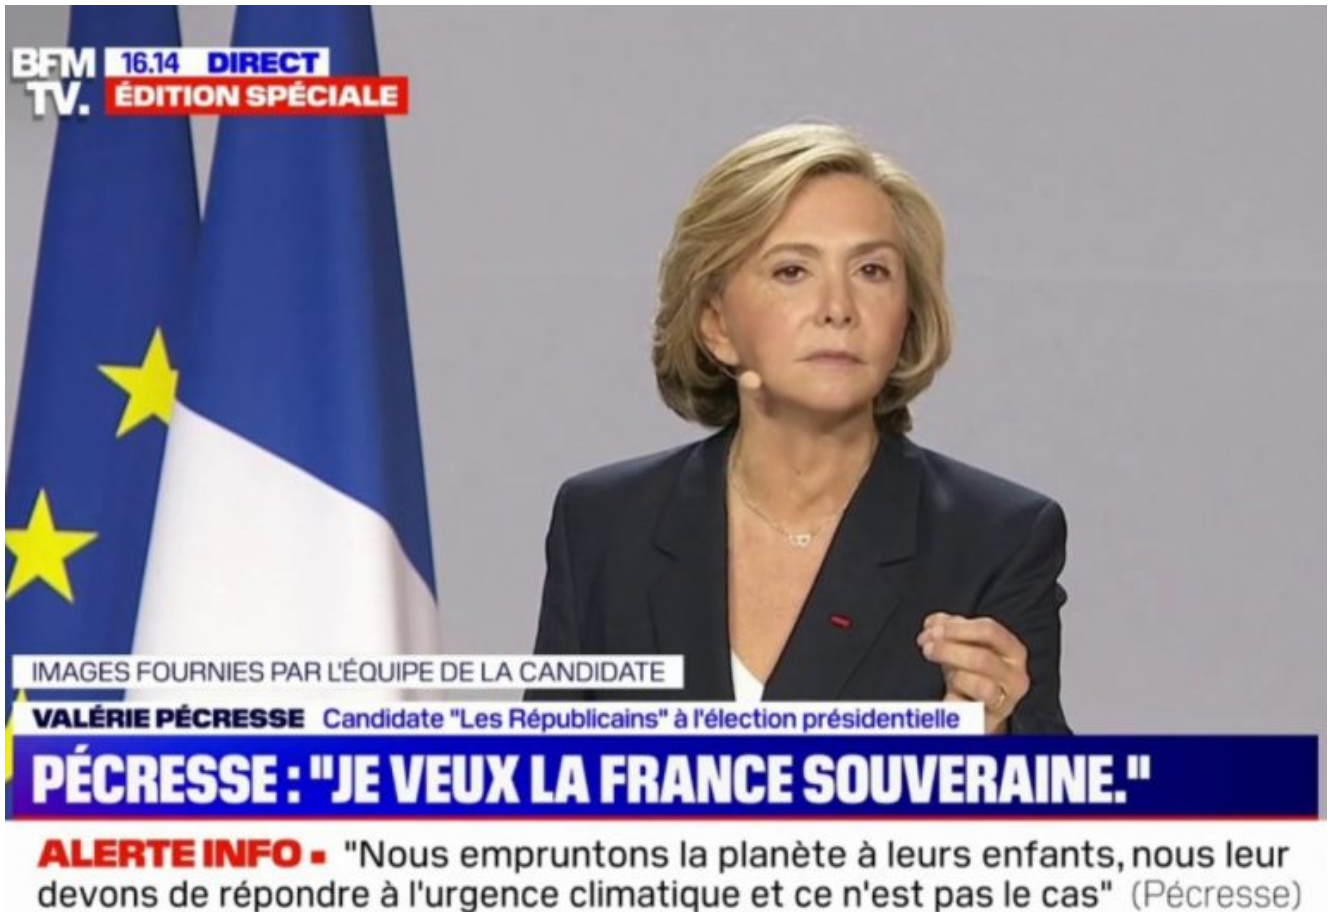 BFM 16.14 DIRECT
TV. ÉDITION SPÉCIALE
IMAGES FOURNIES PAR L'ÉQUIPE DE LA CANDIDATE
VALÉRIE PÉCRESSE Candidate "Les Républicains" à l'élection présidentielle
PÉCRESSE : "JE VEUX LA FRANCE SOUVERAINE."
ALERTE INFO ▪ "Nous empruntons la planète à leurs enfants, nous leur
devons de répondre à l'urgence climatique et ce n'est pas le cas" (Pécresse)